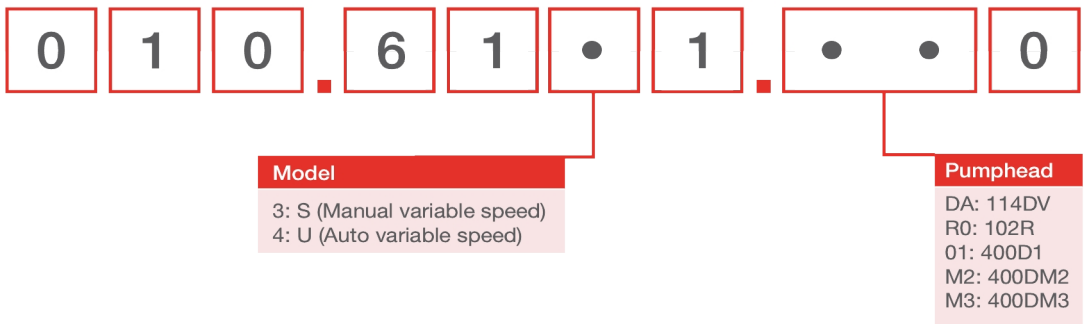 0 1 0 . 6 1 • 1 . • • 0
Model
3: S (Manual variable speed)
4: U (Auto variable speed)
Pumphead
DA: 114DV
R0: 102R
01: 400D1
M2: 400DM2
M3: 400DM3